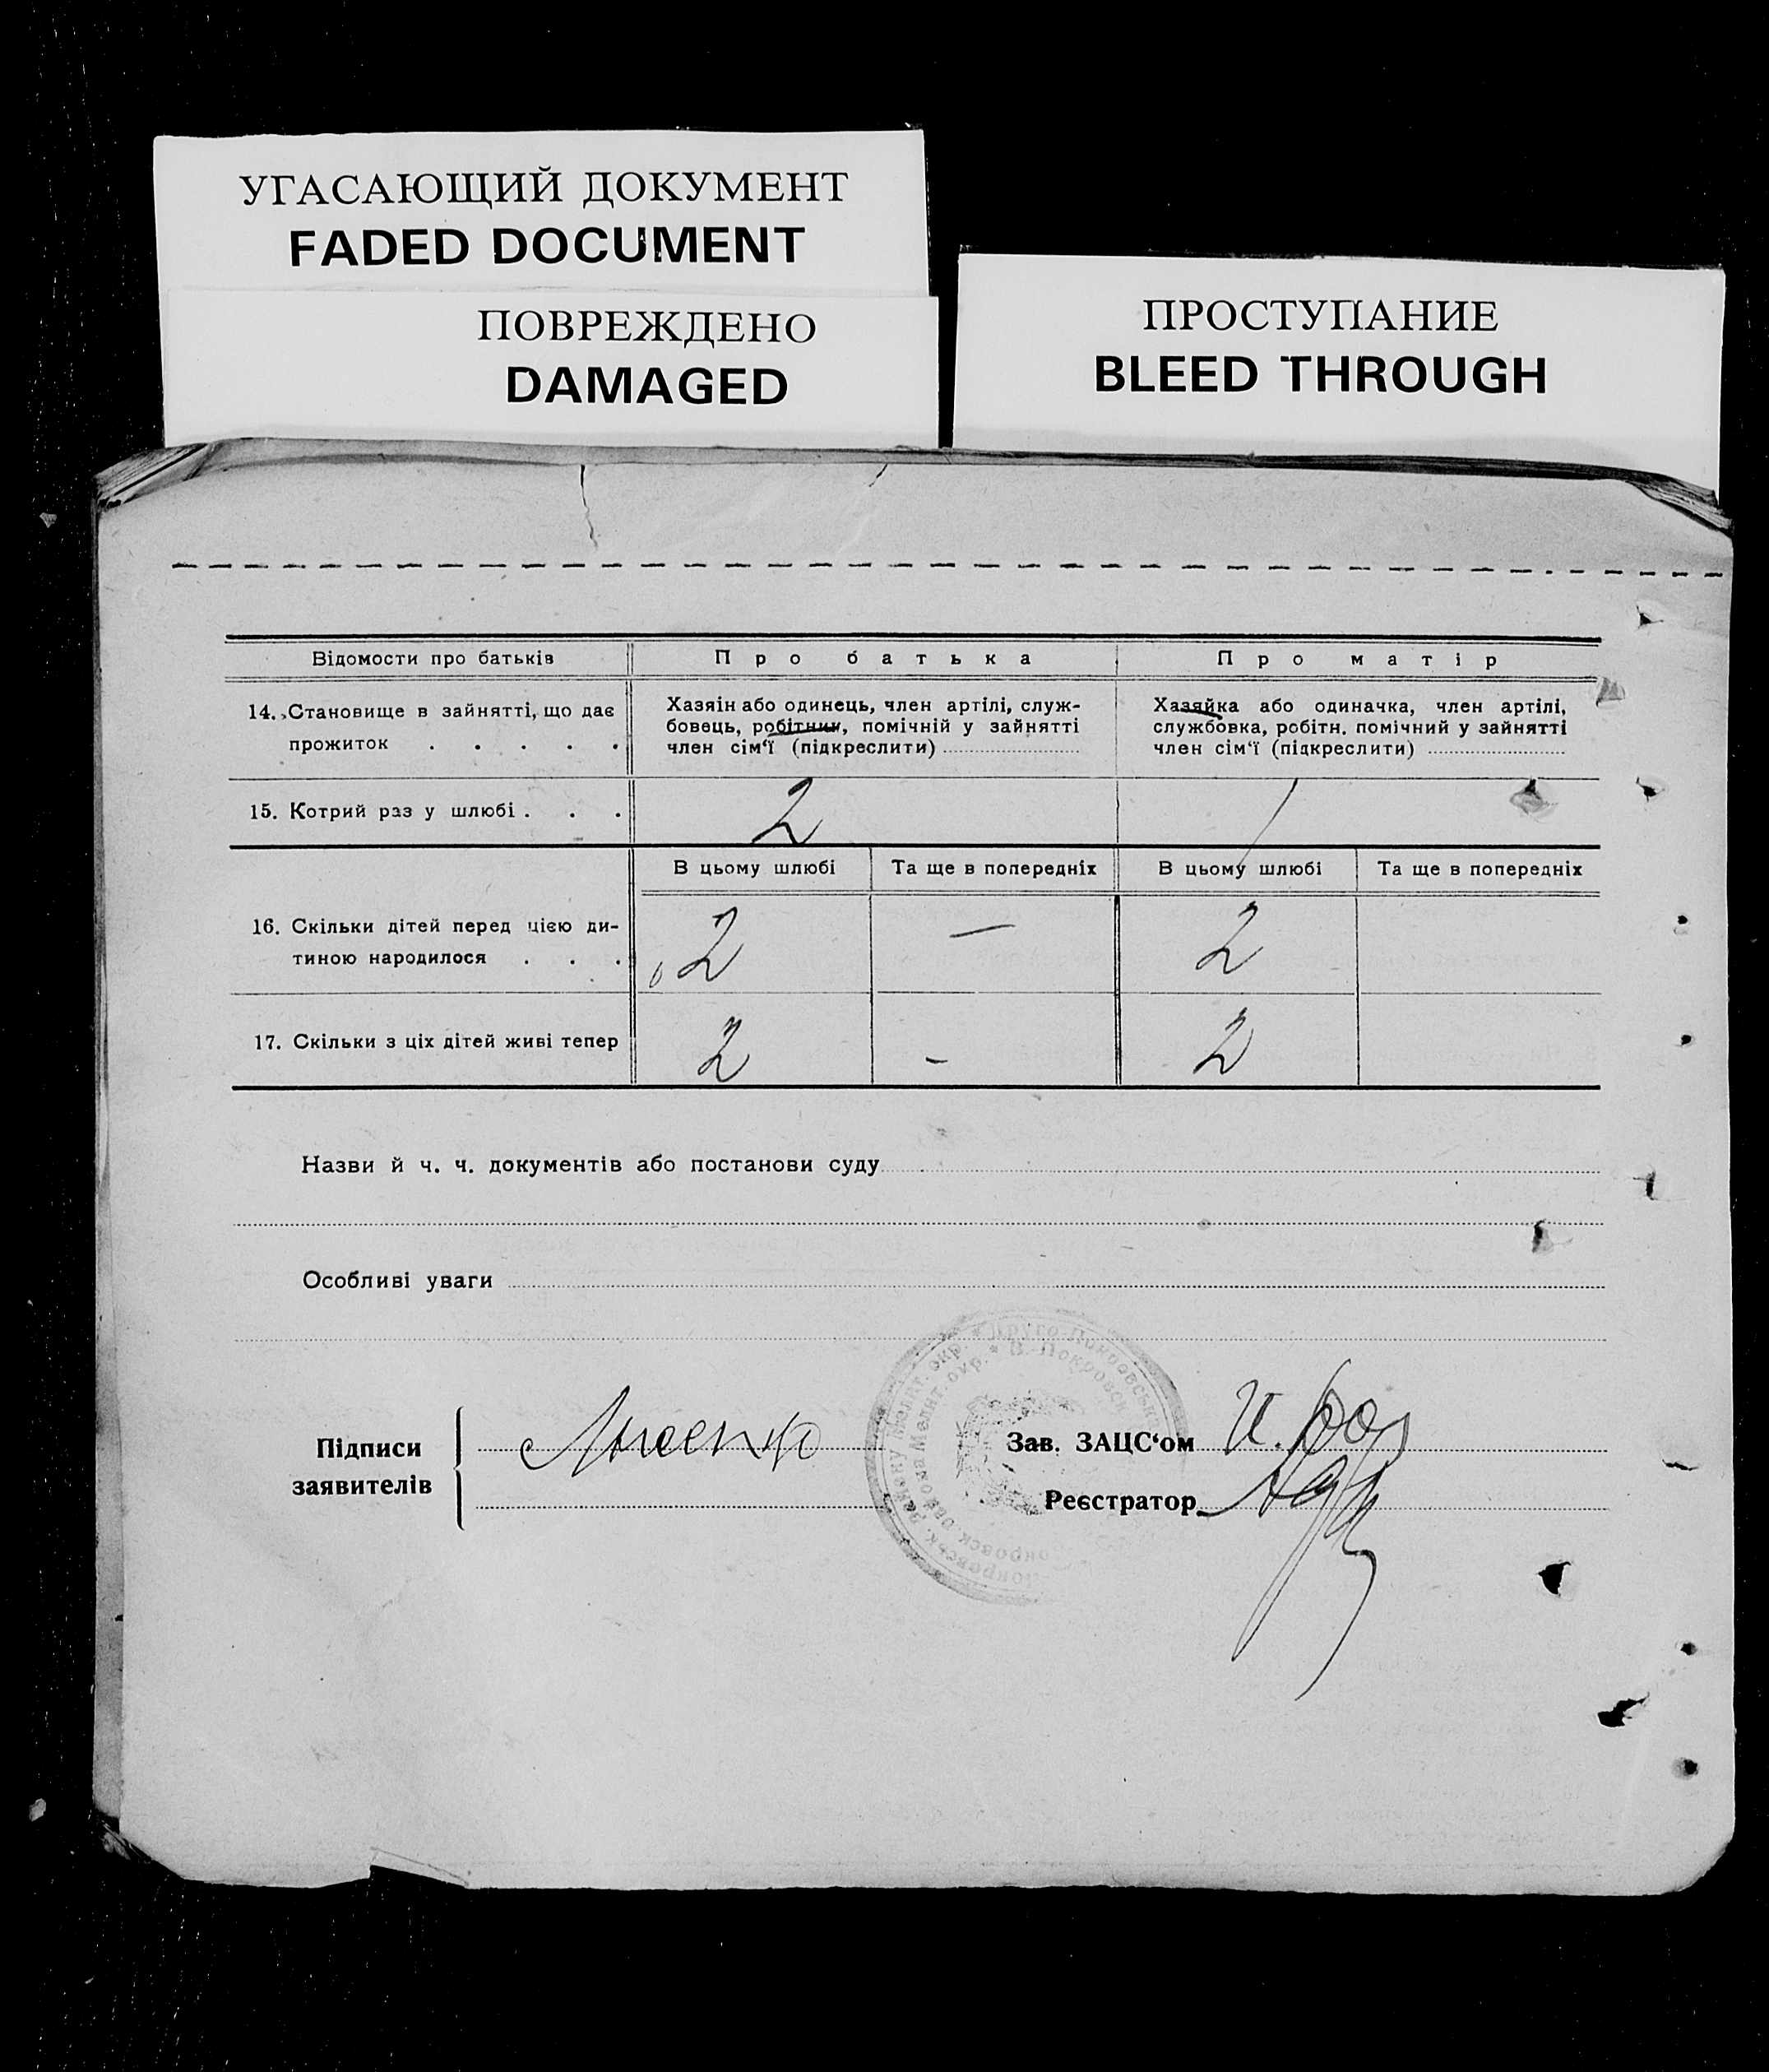 УГАСАЮЩИЙ ДОКУМЕНТ
FADED DOCUMENT
ПОВРЕЖДЕНО
DAMAGED
ПРОСТУПАНИЕ
BLEED THROUGH
Відомости про батьків Про батька Про матір
14. Становище в зайнятті, що дає
прожиток . . . . .
Хазяін або одинець, член артілі, служ-
бовець, робітник, помічній у зайнятті
член сім‘ї (підкреслити)
Хазяйка або одиначка, член артілі,
службовка, робітн. помічний у зайнятті
член сім‘ї (підкреслити)
15. Котрий раз у шлюбі . . . 2 1
В цьому шлюбі Та ще в попередніх В цьому шлюбі Та ще в попередніх
16. Скільки дітей перед цією ди-
тиною народилося . . . 2 — 2
17. Скільки з ціх дітей живі тепер 2 - 2
Назви й ч. ч. документів або постанови суду
Особливі уваги
Підписи
заявителів
Зав. ЗАЦС‘ом
Реєстратор